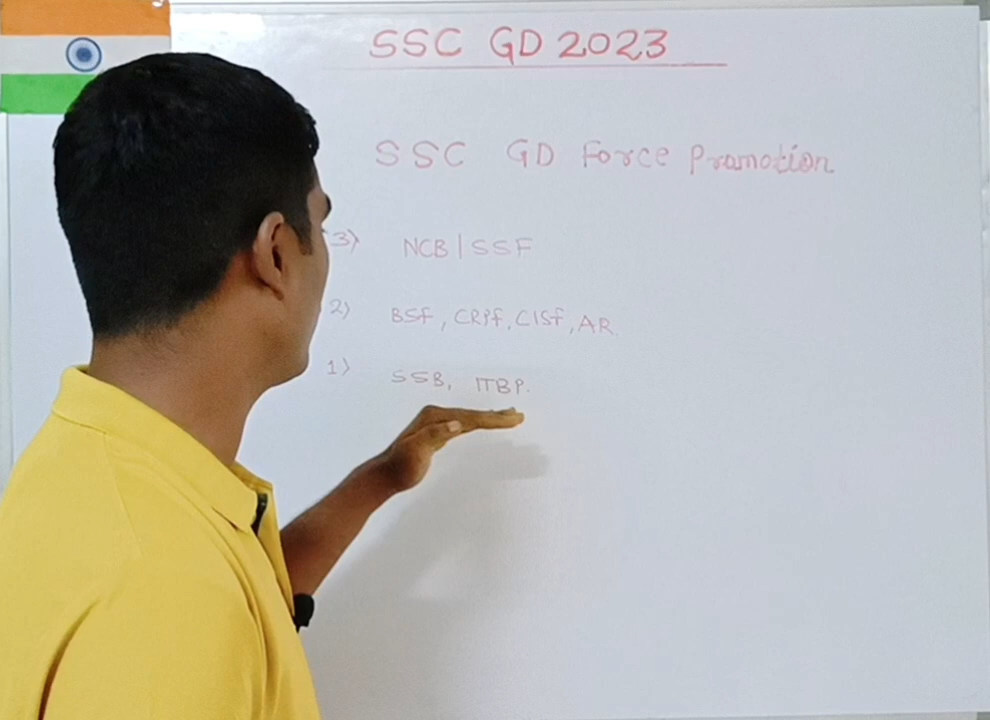 SSC GD 2023
SSC GD Force Promotion
3) NCB | SSF
2) BSf, CRPf, CISf, AR.
1) SSB, ITBP.